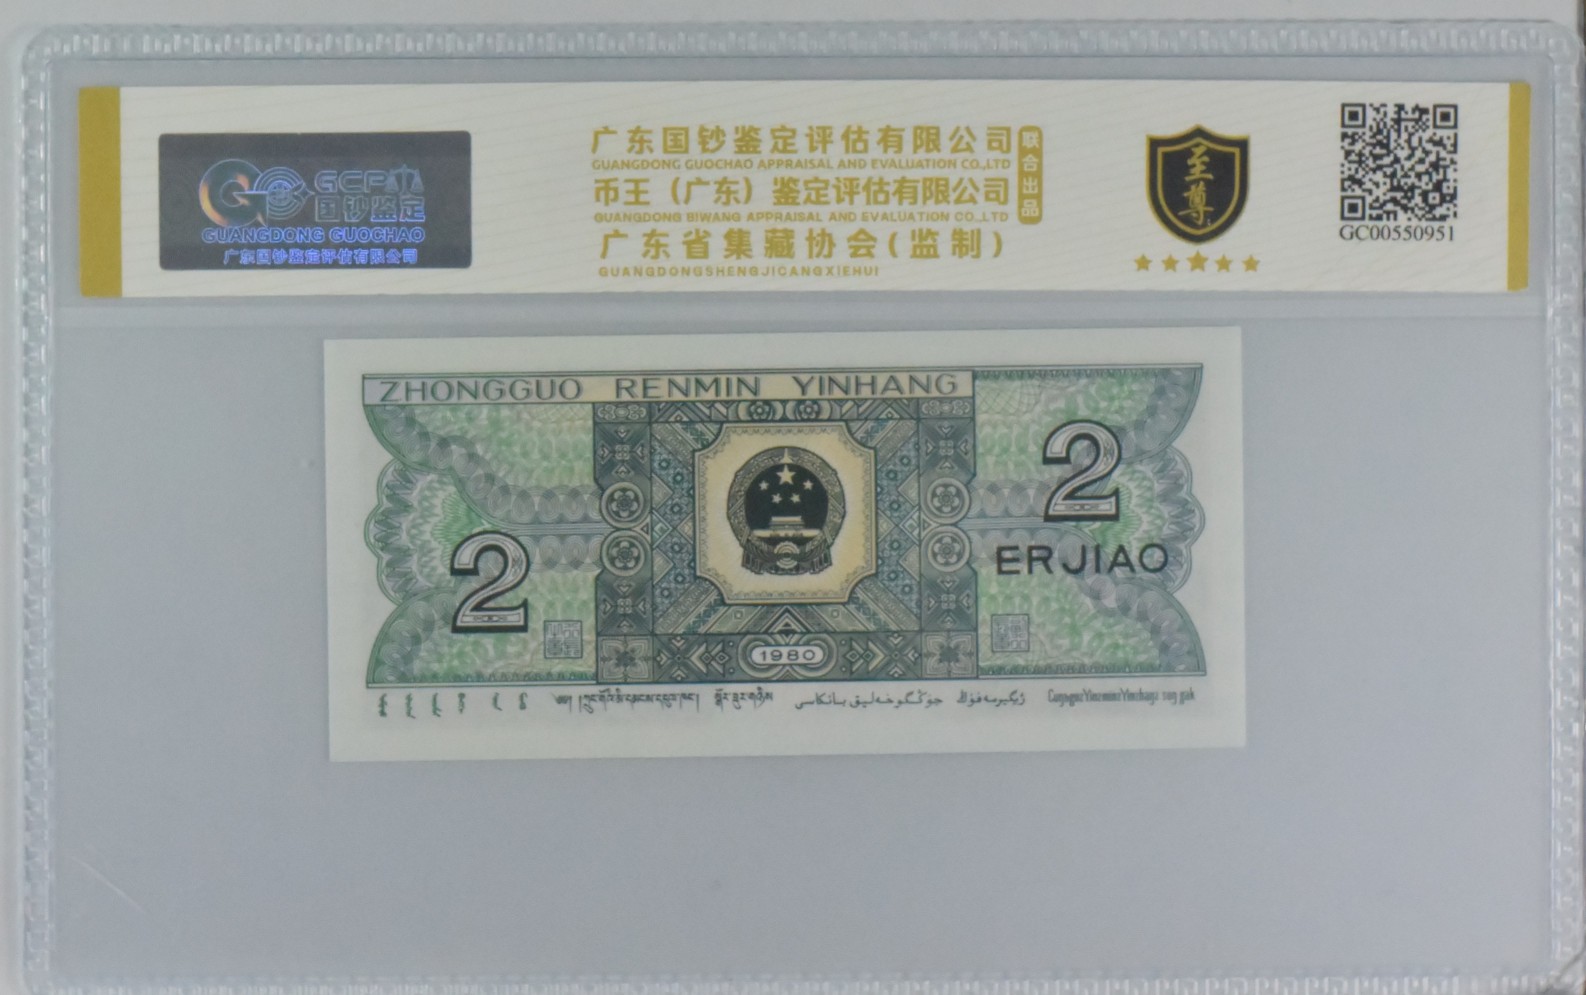 GCP
国钞鉴定
GUANGDONG GUOCHAO
广东国钞鉴定评估有限公司
广东国钞鉴定评估有限公司
GUANGDONG GUOCHAO APPRAISAL AND EVALUATION CO.,LTD
币王（广东）鉴定评估有限公司
GUANGDONG BIWANG APPRAISAL AND EVALUATION CO.,LTD
广东省集藏协会(监制)
GUANGDONGSHENGJICANGXIEHUI
联合出品
至尊
GC00550951
ZHONGGUO RENMIN YINHANG
2
2
ERJIAO
1980
جۇڭگو خەلىق بانكاسى